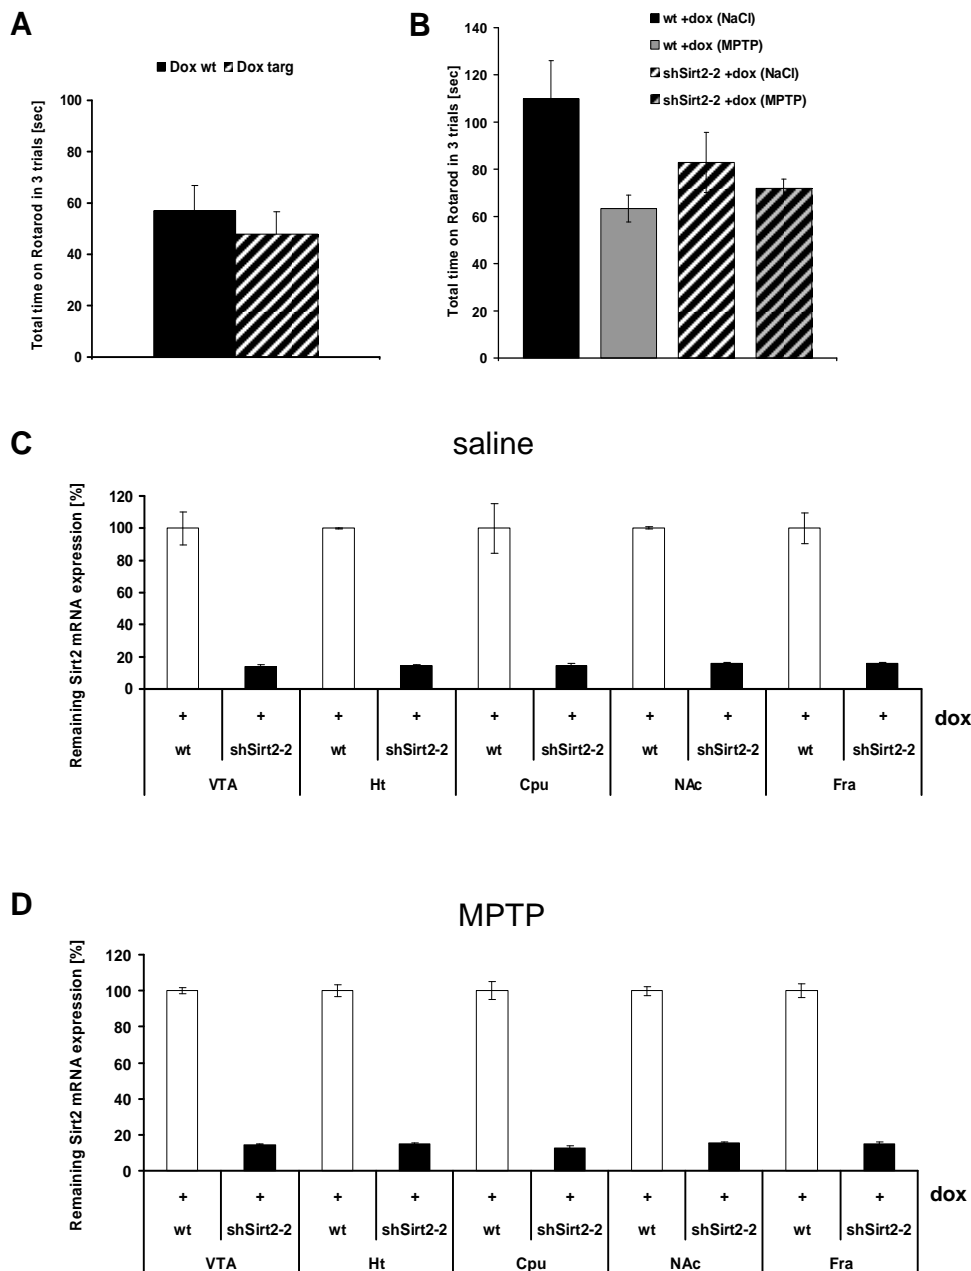 A
Dox wt Dox targ
Total time on Rotarod in 3 trials [sec]
100
80
60
40
20
0
B
wt +dox (NaCl)
wt +dox (MPTP)
shSirt2-2 +dox (NaCl)
shSirt2-2 +dox (MPTP)
Total time on Rotarod in 3 trials [sec]
140
120
100
80
60
40
20
0
C
saline
Remaining Sirt2 mRNA expression [%]
120
100
80
60
40
20
0
+ + + + + + + + + + dox
wt shSirt2-2 wt shSirt2-2 wt shSirt2-2 wt shSirt2-2 wt shSirt2-2
VTA Ht Cpu NAc Fra
D
MPTP
Remaining Sirt2 mRNA expression [%]
120
100
80
60
40
20
0
+ + + + + + + + + + dox
wt shSirt2-2 wt shSirt2-2 wt shSirt2-2 wt shSirt2-2 wt shSirt2-2
VTA Ht Cpu NAc Fra